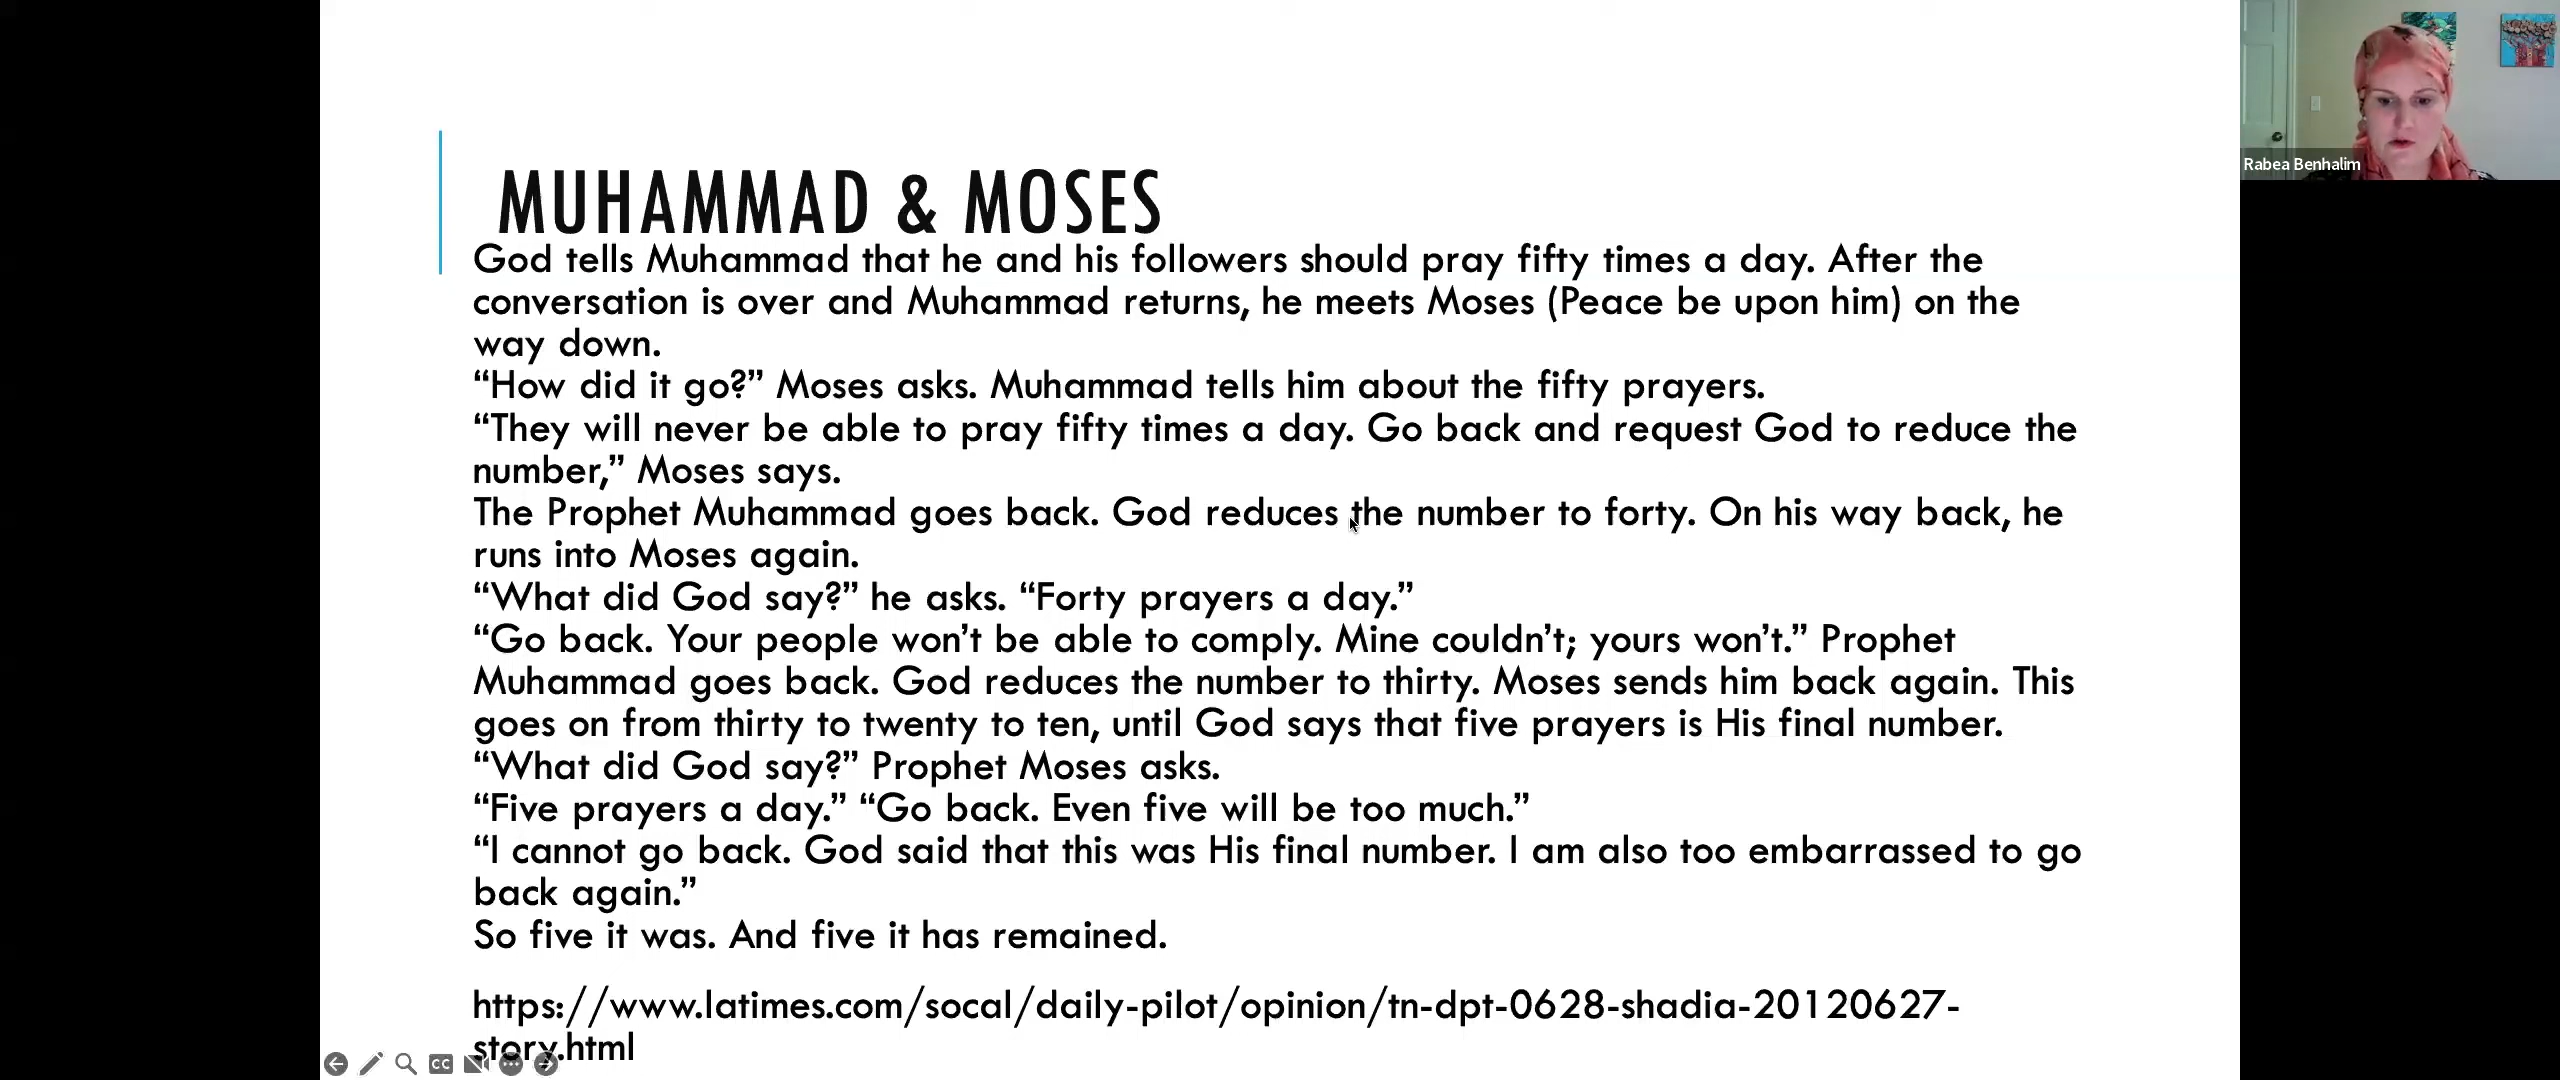 MUHAMMAD & MOSES
God tells Muhammad that he and his followers should pray fifty times a day. After the
conversation is over and Muhammad returns, he meets Moses (Peace be upon him) on the
way down.
“How did it go?” Moses asks. Muhammad tells him about the fifty prayers.
“They will never be able to pray fifty times a day. Go back and request God to reduce the
number,” Moses says.
The Prophet Muhammad goes back. God reduces the number to forty. On his way back, he
runs into Moses again.
“What did God say?” he asks. “Forty prayers a day.”
“Go back. Your people won’t be able to comply. Mine couldn’t; yours won’t.” Prophet
Muhammad goes back. God reduces the number to thirty. Moses sends him back again. This
goes on from thirty to twenty to ten, until God says that five prayers is His final number.
“What did God say?” Prophet Moses asks.
“Five prayers a day.” “Go back. Even five will be too much.”
“I cannot go back. God said that this was His final number. I am also too embarrassed to go
back again.”
So five it was. And five it has remained.
https://www.latimes.com/socal/daily-pilot/opinion/tn-dpt-0628-shadia-20120627-
story.html
CC
Rabea Benhalim